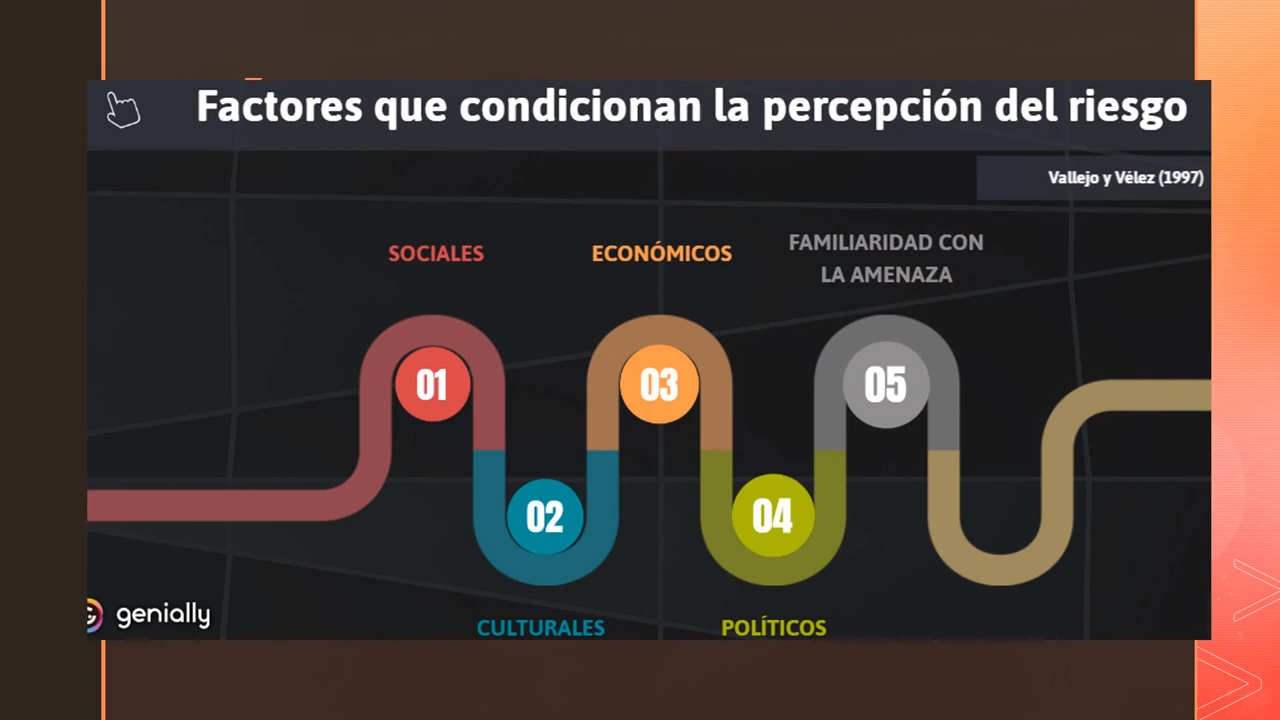 Factores que condicionan la percepción del riesgo
Vallejo y Vélez (1997)
SOCIALES
ECONÓMICOS
FAMILIARIDAD CON
LA AMENAZA
01
03
05
02
04
genially
CULTURALES
POLÍTICOS